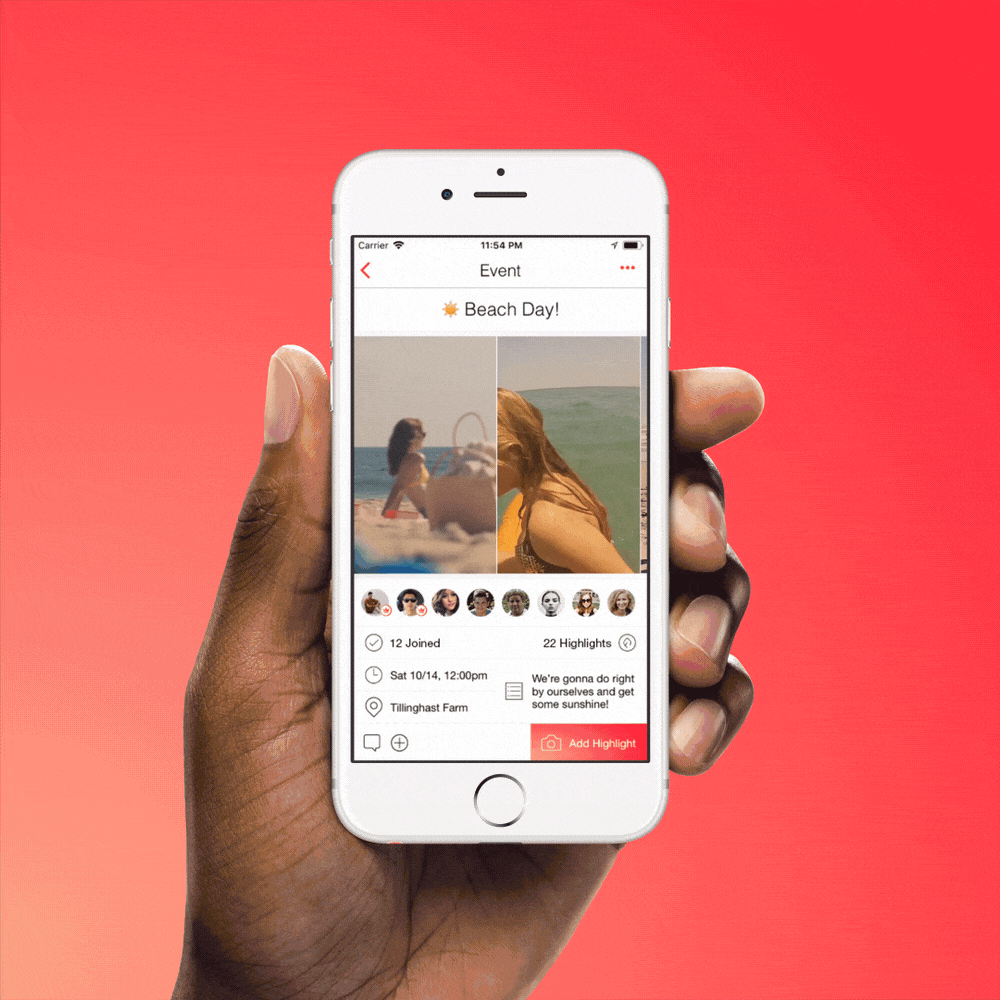 Carrier 11:54 PM
Event
☀️ Beach Day!
12 Joined 22 Highlights
Sat 10/14, 12:00pm
Tillinghast Farm
We're gonna do right
by ourselves and get
some sunshine!
Add Highlight